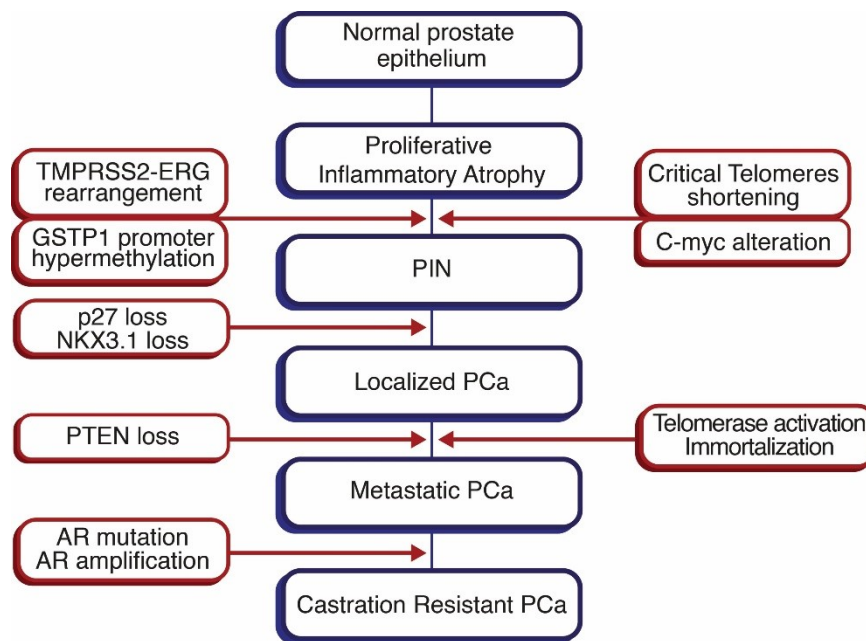 Normal prostate
epithelium
Proliferative
Inflammatory Atrophy
TMPRSS2-ERG
rearrangement
GSTP1 promoter
hypermethylation
Critical Telomeres
shortening
C-myc alteration
PIN
p27 loss
NKX3.1 loss
Localized PCa
PTEN loss
Telomerase activation
Immortalization
Metastatic PCa
AR mutation
AR amplification
Castration Resistant PCa